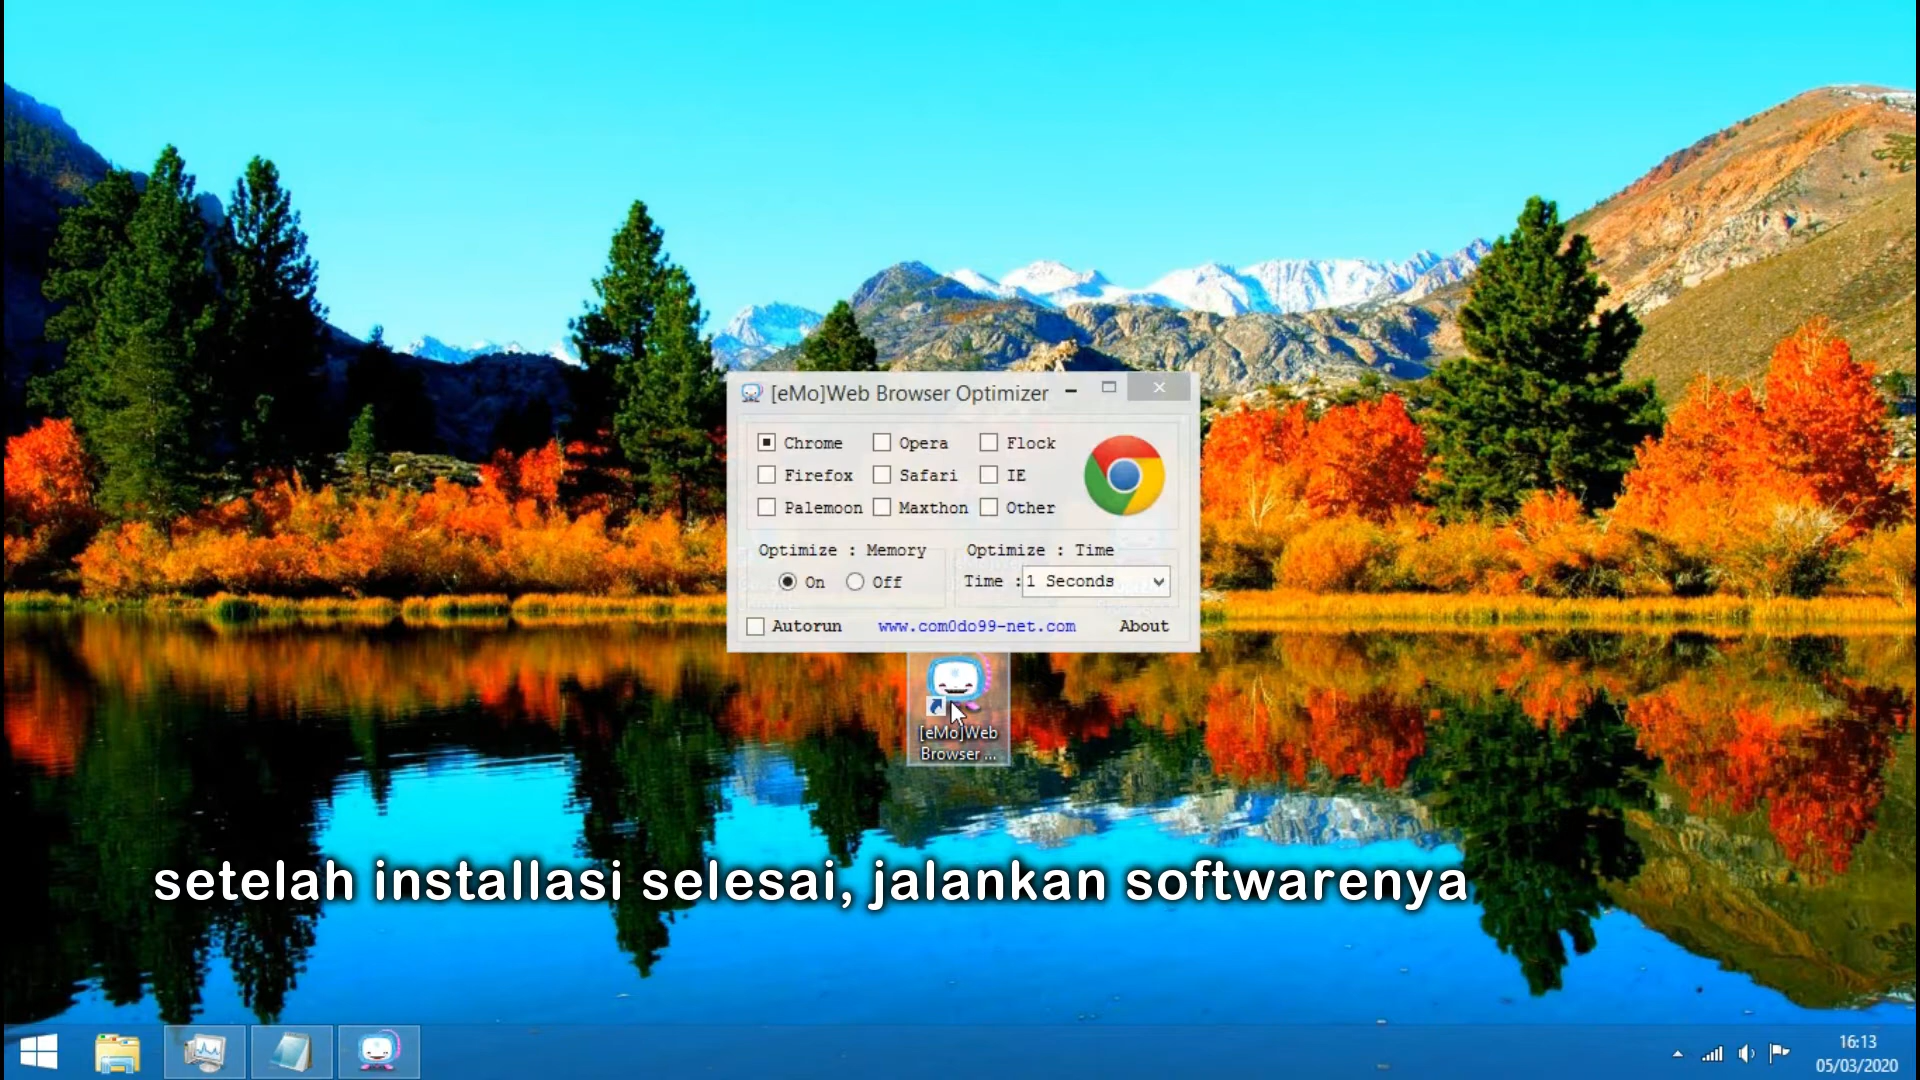 [eMo]Web Browser Optimizer
Chrome Opera Flock
Firefox Safari IE
Palemoon Maxthon Other
Optimize : Memory Optimize : Time
On Off Time : 1 Seconds
Autorun www.com0do99-net.com About
[eMo]Web
Browser ...
setelah installasi selesai, jalankan softwarenya
16:13
05/03/2020